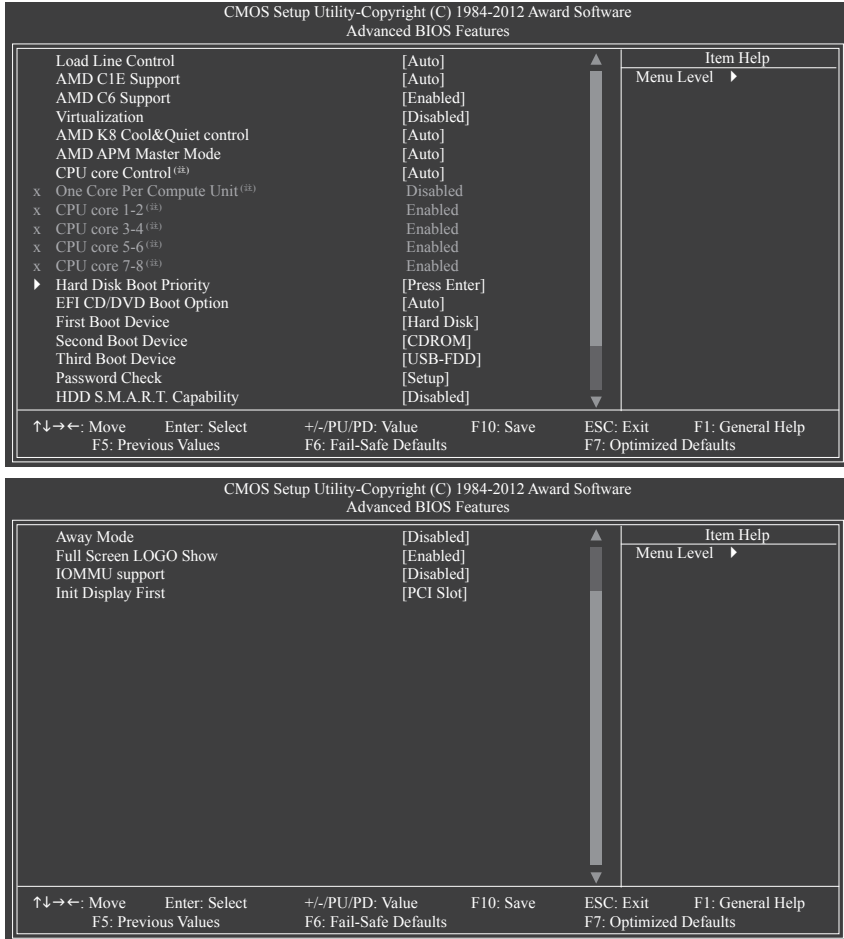 CMOS Setup Utility-Copyright (C) 1984-2012 Award Software
Advanced BIOS Features
Load Line Control [Auto]
AMD C1E Support [Auto]
AMD C6 Support [Enabled]
Virtualization [Disabled]
AMD K8 Cool&Quiet control [Auto]
AMD APM Master Mode [Auto]
CPU core Control (註) [Auto]
x One Core Per Compute Unit (註) Disabled
x CPU core 1-2 (註) Enabled
x CPU core 3-4 (註) Enabled
x CPU core 5-6 (註) Enabled
x CPU core 7-8 (註) Enabled
Hard Disk Boot Priority [Press Enter]
EFI CD/DVD Boot Option [Auto]
First Boot Device [Hard Disk]
Second Boot Device [CDROM]
Third Boot Device [USB-FDD]
Password Check [Setup]
HDD S.M.A.R.T. Capability [Disabled]
Item Help
Menu Level
↑↓→←: Move Enter: Select +/-/PU/PD: Value F10: Save ESC: Exit F1: General Help
F5: Previous Values F6: Fail-Safe Defaults F7: Optimized Defaults
CMOS Setup Utility-Copyright (C) 1984-2012 Award Software
Advanced BIOS Features
Away Mode [Disabled]
Full Screen LOGO Show [Enabled]
IOMMU support [Disabled]
Init Display First [PCI Slot]
Item Help
Menu Level
↑↓→←: Move Enter: Select +/-/PU/PD: Value F10: Save ESC: Exit F1: General Help
F5: Previous Values F6: Fail-Safe Defaults F7: Optimized Defaults